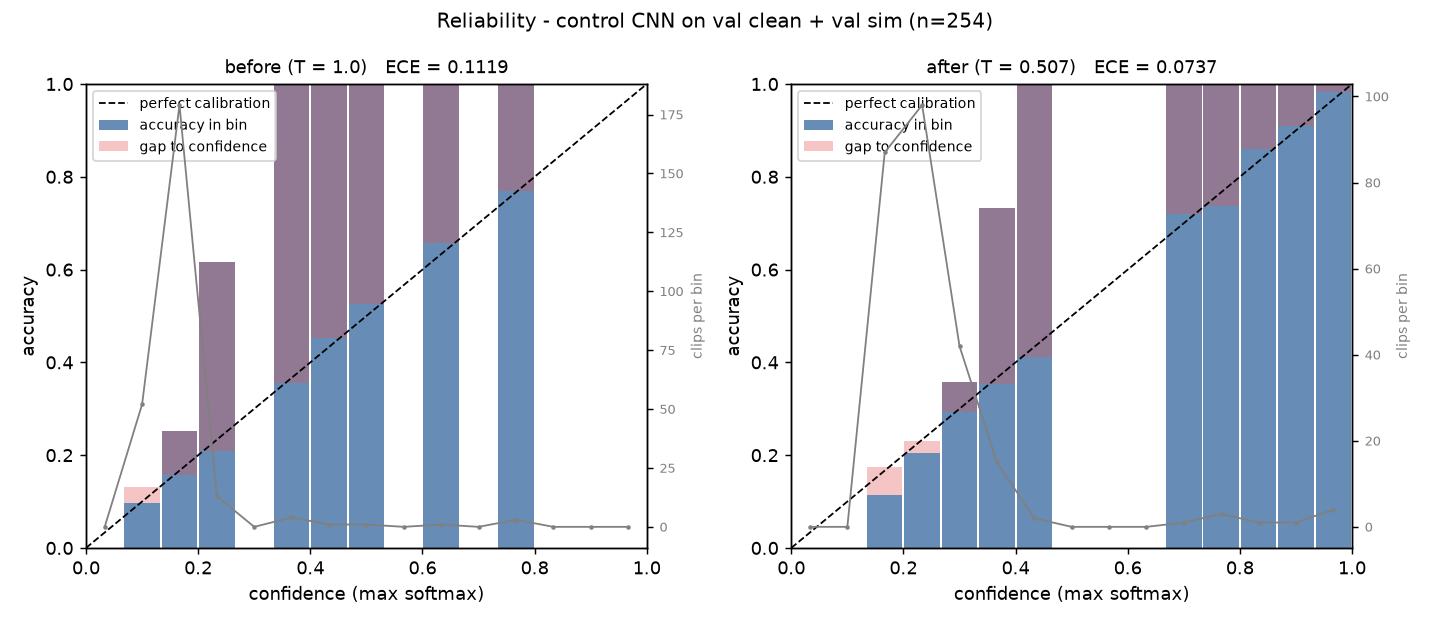 Reliability - control CNN on val clean + val sim (n=254)
before (T = 1.0)   ECE = 0.1119
perfect calibration
accuracy in bin
gap to confidence
1.0
0.8
0.6
0.4
0.2
0.0
accuracy
175
150
125
100
75
50
25
0
clips per bin
0.0 0.2 0.4 0.6 0.8 1.0
confidence (max softmax)
after (T = 0.507)   ECE = 0.0737
perfect calibration
accuracy in bin
gap to confidence
1.0
0.8
0.6
0.4
0.2
0.0
accuracy
100
80
60
40
20
0
clips per bin
0.0 0.2 0.4 0.6 0.8 1.0
confidence (max softmax)